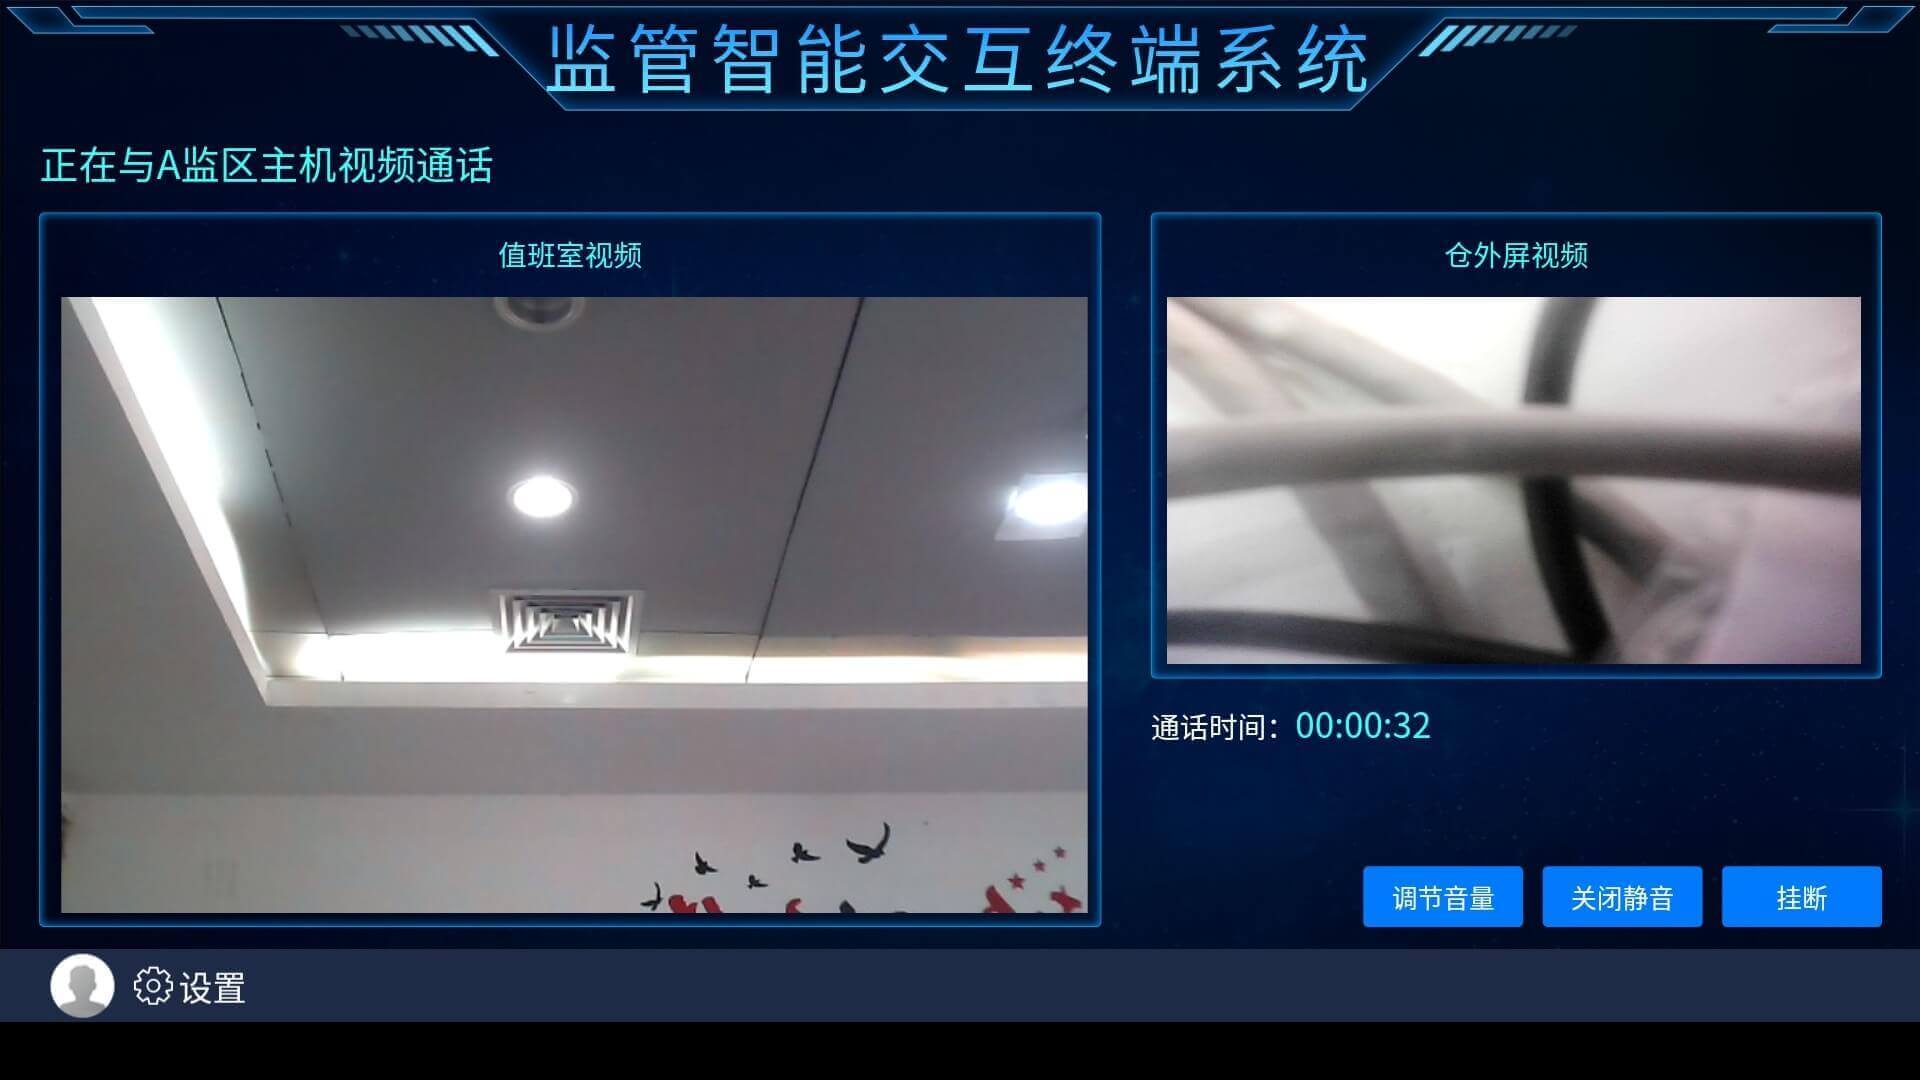 监管智能交互终端系统
正在与A监区主机视频通话
值班室视频
仓外屏视频
通话时间：00:00:32
调节音量
关闭静音
挂断
设置